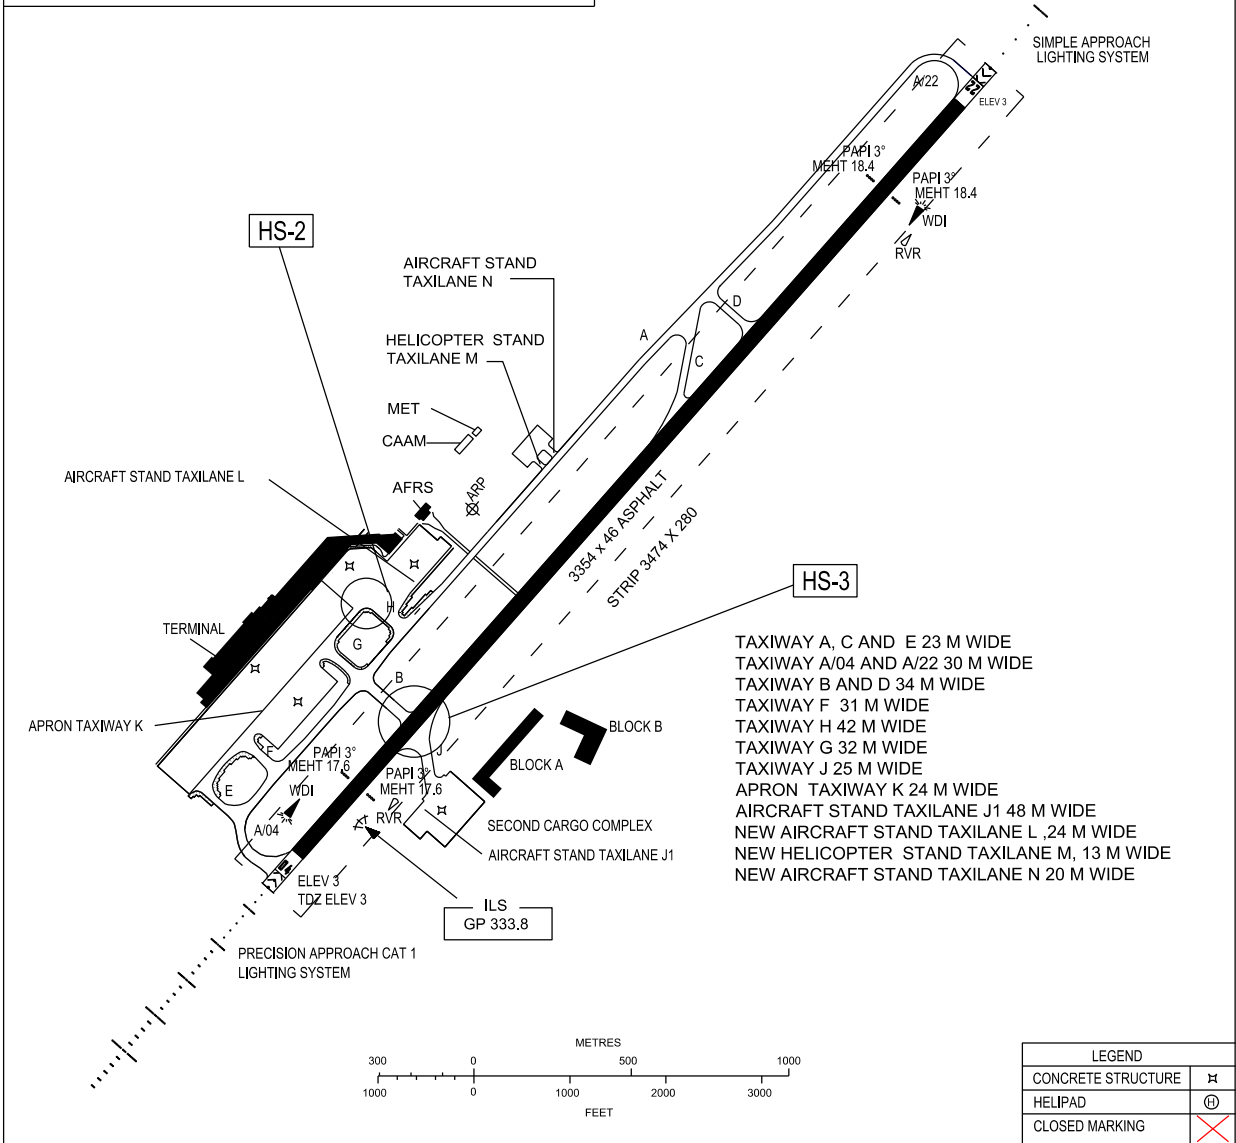 SIMPLE APPROACH
LIGHTING SYSTEM
A/22
22
ELEV 3
PAPI 3°
MEHT 18.4
PAPI 3°
MEHT 18.4
WDI
RVR
HS-2
AIRCRAFT STAND
TAXILANE N
D
A
HELICOPTER STAND
TAXILANE M
C
MET
CAAM
AIRCRAFT STAND TAXILANE L
AFRS
ARP
3354 x 46 ASPHALT
STRIP 3474 X 280
HS-3
H
TERMINAL
G
B
TAXIWAY A, C AND E 23 M WIDE
TAXIWAY A/04 AND A/22 30 M WIDE
TAXIWAY B AND D 34 M WIDE
TAXIWAY F 31 M WIDE
TAXIWAY H 42 M WIDE
TAXIWAY G 32 M WIDE
TAXIWAY J 25 M WIDE
APRON TAXIWAY K 24 M WIDE
AIRCRAFT STAND TAXILANE J1 48 M WIDE
NEW AIRCRAFT STAND TAXILANE L ,24 M WIDE
NEW HELICOPTER STAND TAXILANE M, 13 M WIDE
NEW AIRCRAFT STAND TAXILANE N 20 M WIDE
APRON TAXIWAY K
BLOCK B
F
PAPI 3°
MEHT 17.6
J
BLOCK A
PAPI 3°
MEHT 17.6
E
WDI
RVR
A/04
SECOND CARGO COMPLEX
AIRCRAFT STAND TAXILANE J1
04
ELEV 3
TDZ ELEV 3
ILS
GP 333.8
PRECISION APPROACH CAT 1
LIGHTING SYSTEM
METRES
300 0 500 1000
1000 0 1000 2000 3000
FEET
LEGEND
CONCRETE STRUCTURE
HELIPAD H
CLOSED MARKING